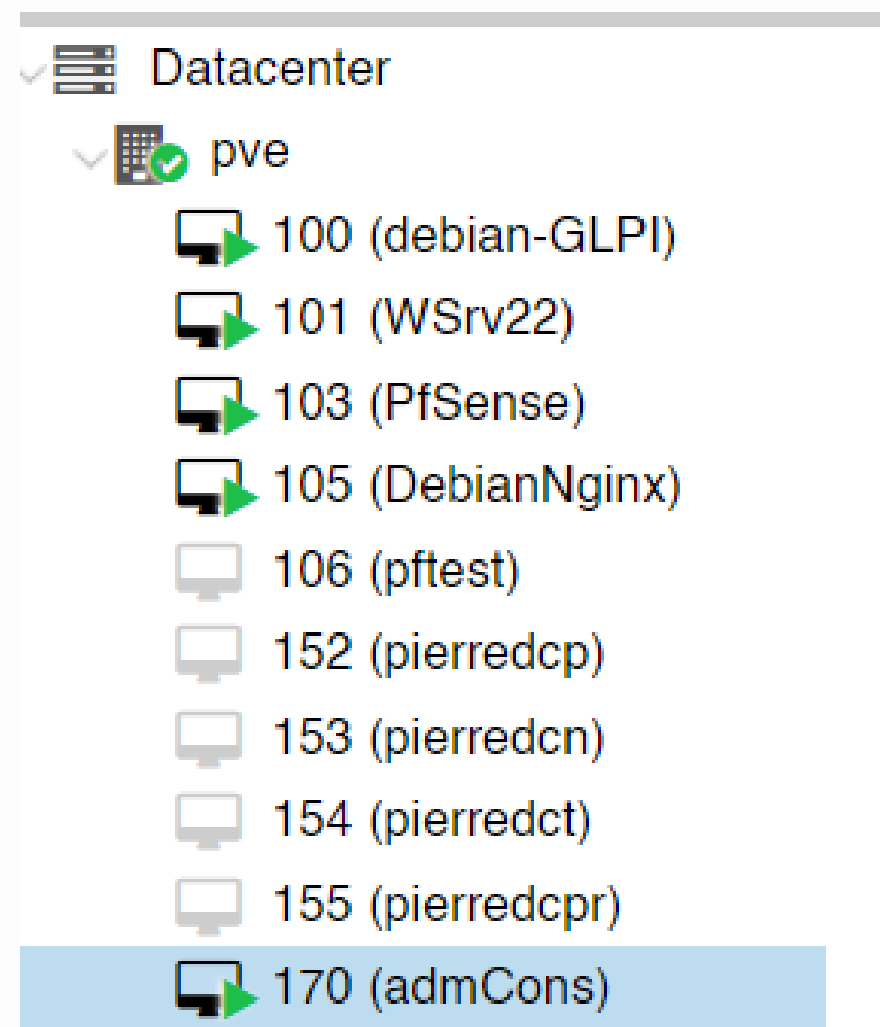 Datacenter
pve
100 (debian-GLPI)
101 (WSrv22)
103 (PfSense)
105 (DebianNginx)
106 (pftest)
152 (pierredcp)
153 (pierredcn)
154 (pierredct)
155 (pierredcpr)
170 (admCons)